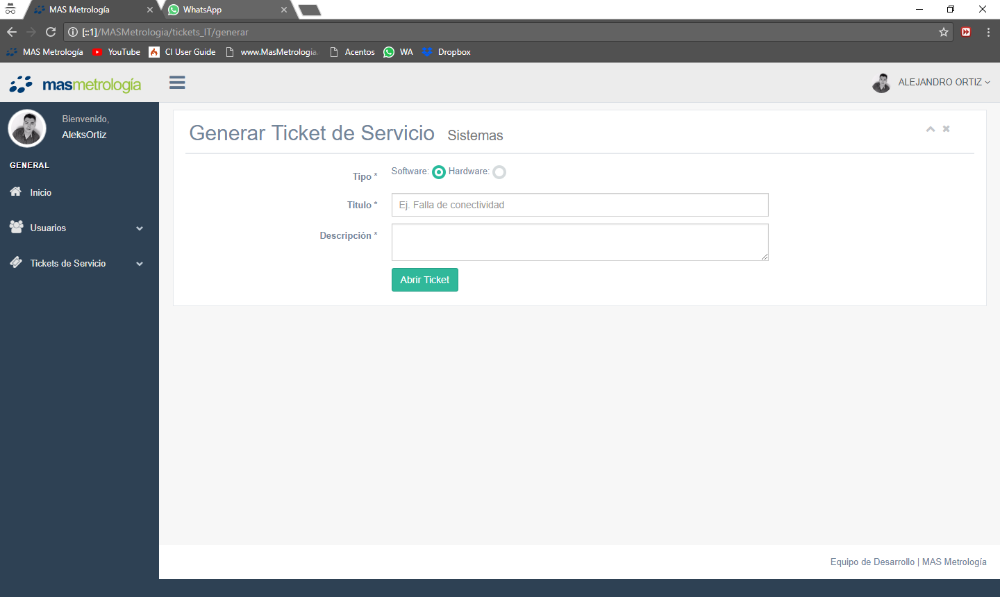 MAS Metrología
WhatsApp
[::1]/MASMetrologia/tickets_IT/generar
MAS Metrología YouTube CI User Guide www.MasMetrologia. Acentos WA Dropbox
masmetrología
ALEJANDRO ORTIZ
Bienvenido,
AleksOrtiz
GENERAL
Inicio
Usuarios
Tickets de Servicio
Generar Ticket de Servicio Sistemas
Tipo * Software: Hardware:
Titulo * Ej. Falla de conectividad
Descripción *
Abrir Ticket
Equipo de Desarrollo | MAS Metrología